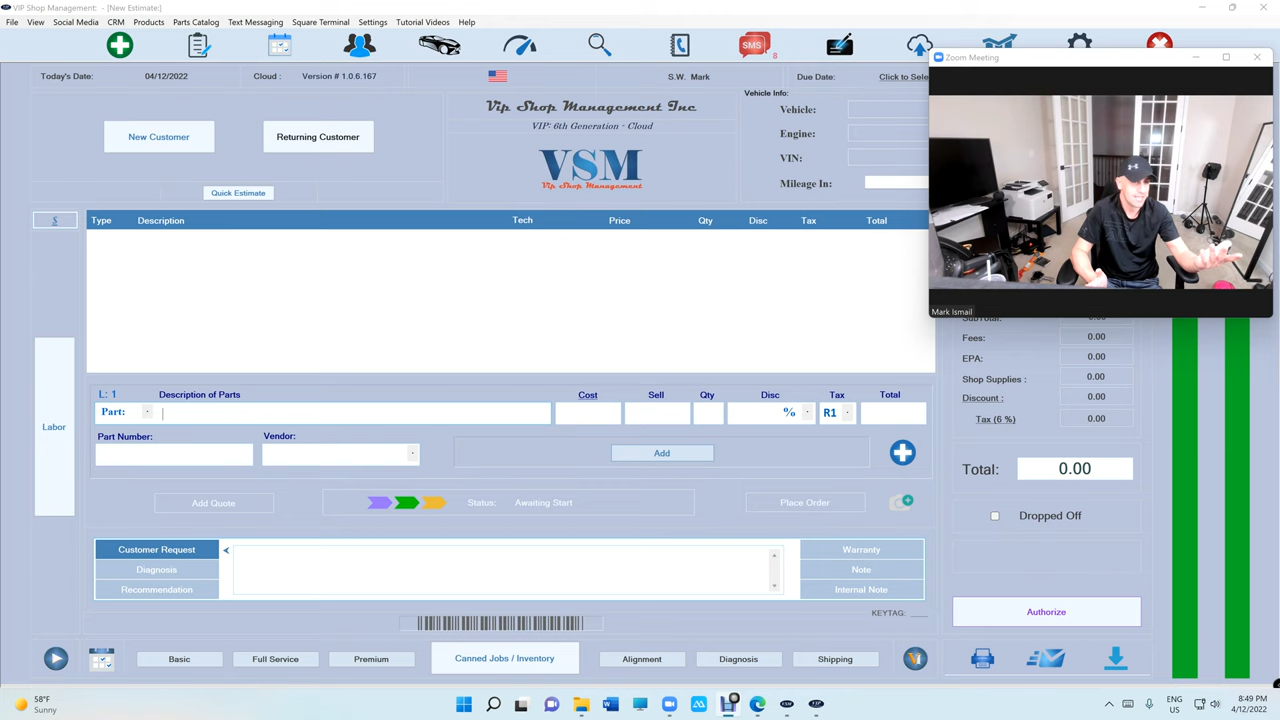 VIP Shop Management: - [New Estimate:]
File View Social Media CRM Products Parts Catalog Text Messaging Square Terminal Settings Tutorial Videos Help
SMS 8
Zoom Meeting
Today's Date: 04/12/2022 Cloud : Version # 1.0.6.167 S.W. Mark Due Date: Click to Sele
Vehicle Info:
Vip Shop Management Inc
VIP: 6th Generation - Cloud
VSM
Vip Shop Management
New Customer Returning Customer
Quick Estimate
Vehicle:
Engine:
VIN:
Mileage In:
S Type Description Tech Price Qty Disc Tax Total
Mark Ismail
SubTotal:
Fees: 0.00
EPA: 0.00
Shop Supplies : 0.00
Discount : 0.00
Tax (6 %) 0.00
Labor
L: 1 Description of Parts Cost Sell Qty Disc Tax Total
Part: % R1
Part Number: Vendor:
Add
Total: 0.00
Add Quote Status: Awaiting Start Place Order
Dropped Off
Customer Request Warranty
Diagnosis Note
Recommendation Internal Note
KEYTAG: ____
Authorize
Basic Full Service Premium Canned Jobs / Inventory Alignment Diagnosis Shipping
58°F
Sunny
ENG
US
8:49 PM
4/12/2022